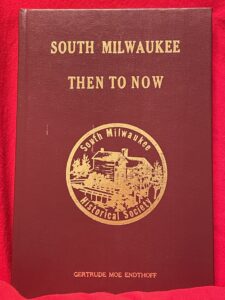 SOUTH MILWAUKEE
THEN TO NOW
South Milwaukee
Historical Society
GERTRUDE MOE ENDTHOFF